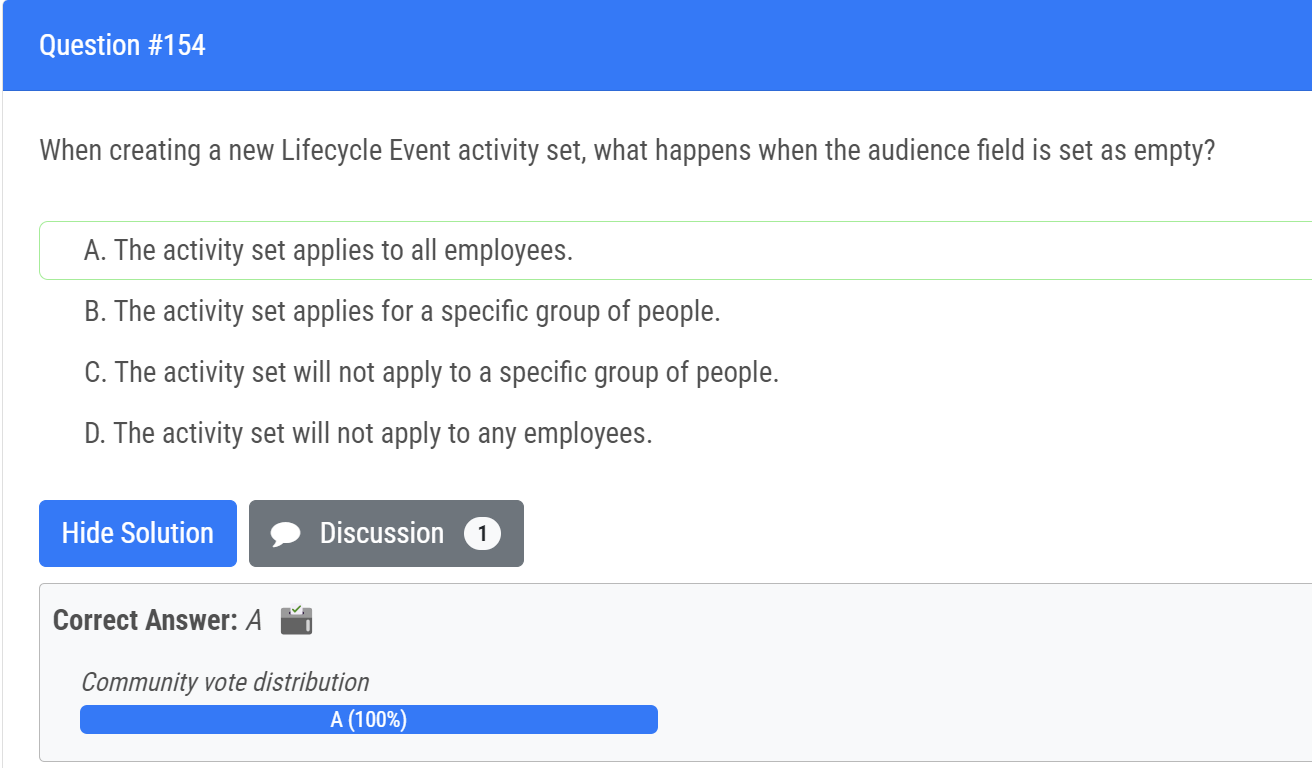 Question #154
When creating a new Lifecycle Event activity set, what happens when the audience field is set as empty?
A. The activity set applies to all employees.
B. The activity set applies for a specific group of people.
C. The activity set will not apply to a specific group of people.
D. The activity set will not apply to any employees.
Hide Solution Discussion 1
Correct Answer: A
Community vote distribution
A (100%)